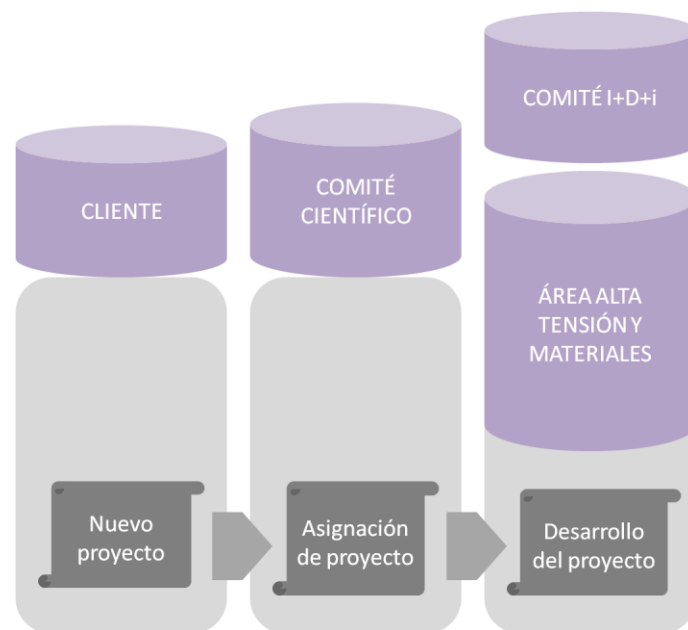 COMITÉ I+D+i
CLIENTE
COMITÉ
CIENTÍFICO
ÁREA ALTA
TENSIÓN Y
MATERIALES
Nuevo
proyecto
Asignación
de proyecto
Desarrollo
del proyecto